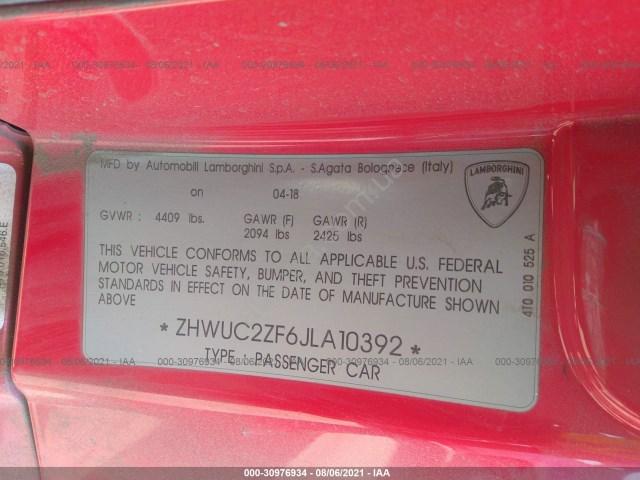 MFD by Automobili Lamborghini S.p.A. - S.Agata Bolognese (Italy)
on 04-18
GVWR : 4409 lbs. GAWR (F) GAWR (R)
2094 lbs 2425 lbs
THIS VEHICLE CONFORMS TO ALL APPLICABLE U.S. FEDERAL
MOTOR VEHICLE SAFETY, BUMPER, AND THEFT PREVENTION
STANDARDS IN EFFECT ON THE DATE OF MANUFACTURE SHOWN
ABOVE
* ZHWUC2ZF6JLA10392 *
TYPE : PASSENGER CAR
LAMBORGHINI
4T0 010 525 A
000-30976934 | 08/06/2021 | IAA